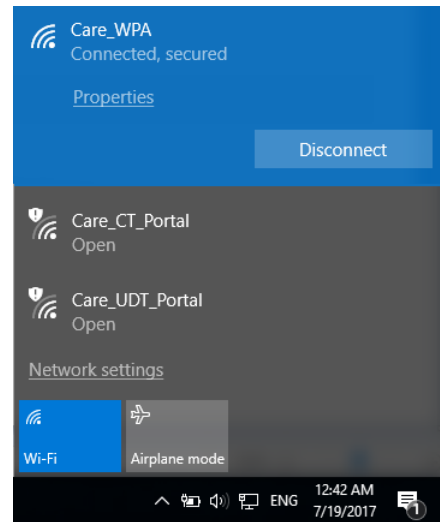 Care_WPA
Connected, secured
Properties
Disconnect
Care_CT_Portal
Open
Care_UDT_Portal
Open
Network settings
Wi-Fi
Airplane mode
ENG
12:42 AM
7/19/2017
1